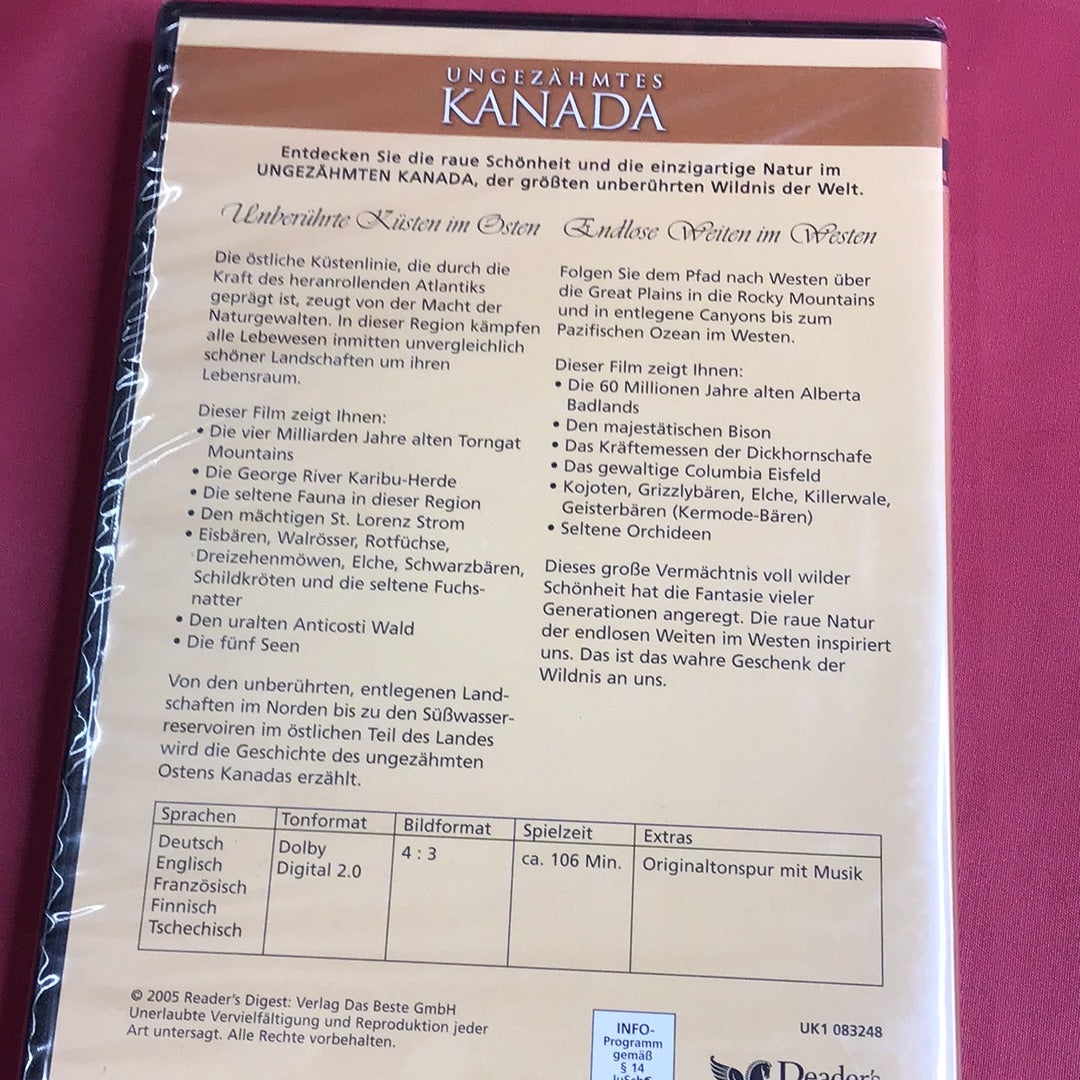 UNGEZÄHMTES
KANADA
Entdecken Sie die raue Schönheit und die einzigartige Natur im
UNGEZÄHMTEN KANADA, der größten unberührten Wildnis der Welt.
Unberührte Küsten im Osten
Die östliche Küstenlinie, die durch die
Kraft des heranrollenden Atlantiks
geprägt ist, zeugt von der Macht der
Naturgewalten. In dieser Region kämpfen
alle Lebewesen inmitten unvergleichlich
schöner Landschaften um ihren
Lebensraum.
Dieser Film zeigt Ihnen:
• Die vier Milliarden Jahre alten Torngat
Mountains
• Die George River Karibu-Herde
• Die seltene Fauna in dieser Region
• Den mächtigen St. Lorenz Strom
• Eisbären, Walrösser, Rotfüchse,
Dreizehenmöwen, Elche, Schwarzbären,
Schildkröten und die seltene Fuchs-
natter
• Den uralten Anticosti Wald
• Die fünf Seen
Von den unberührten, entlegenen Land-
schaften im Norden bis zu den Süßwasser-
reservoiren im östlichen Teil des Landes
wird die Geschichte des ungezähmten
Ostens Kanadas erzählt.
Endlose Weiten im Westen
Folgen Sie dem Pfad nach Westen über
die Great Plains in die Rocky Mountains
und in entlegene Canyons bis zum
Pazifischen Ozean im Westen.
Dieser Film zeigt Ihnen:
• Die 60 Millionen Jahre alten Alberta
Badlands
• Den majestätischen Bison
• Das Kräftemessen der Dickhornschafe
• Das gewaltige Columbia Eisfeld
• Kojoten, Grizzlybären, Elche, Killerwale,
Geisterbären (Kermode-Bären)
• Seltene Orchideen
Dieses große Vermächtnis voll wilder
Schönheit hat die Fantasie vieler
Generationen angeregt. Die raue Natur
der endlosen Weiten im Westen inspiriert
uns. Das ist das wahre Geschenk der
Wildnis an uns.
Sprachen
Deutsch
Englisch
Französisch
Finnisch
Tschechisch
Tonformat
Dolby
Digital 2.0
Bildformat
4 : 3
Spielzeit
ca. 106 Min.
Extras
Originaltonspur mit Musik
© 2005 Reader's Digest: Verlag Das Beste GmbH
Unerlaubte Vervielfältigung und Reproduktion jeder
Art untersagt. Alle Rechte vorbehalten.
INFO-
Programm
gemäß
§ 14
UK1 083248
Reader's